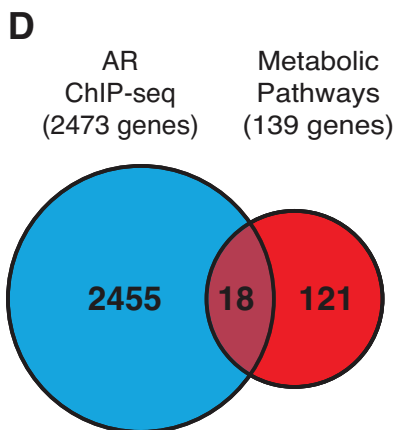 D
AR
ChIP-seq
(2473 genes)
Metabolic
Pathways
(139 genes)
2455
18
121